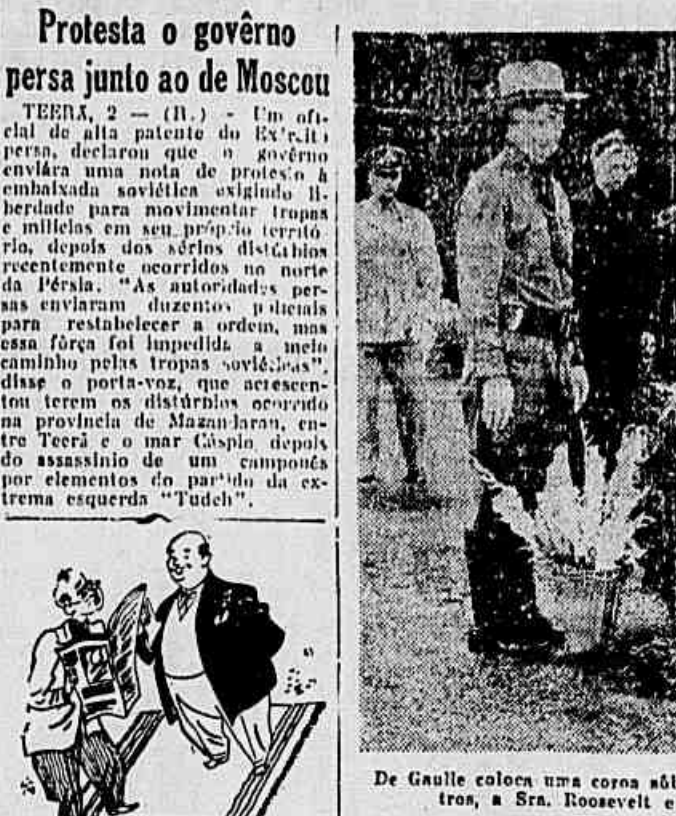 Protesta o govêrno
persa junto ao de Moscou
TEERÃ, 2 — (R.) - Um ofi-
cial de alta patente do
persa, declarou que o govêrno
enviára uma nota de protesto à
embaixada soviética exigindo li-
berdade para movimentar tropas
e milicias em seu próprio territó
rio, depois dos sérios distúrbios
recentemente ocorridos no norte
da Pérsia. "As autoridades per-
sas enviaram duzentos policiais
para restabelecer a ordem, mas
essa fôrça foi impedida a meio
caminho pelas tropas soviéticas",
disse o porta-voz, que acrescen-
tou terem os distúrbios ocorrido
na provincia de Mazandaran, en-
tre Teerã e o mar Cáspio depois
do assassinio de um camponês
por elementos do partido da ex-
trema esquerda "Tudeh".
De Gaulle coloca uma coroa sôb
tros, a Sra. Roosevelt e